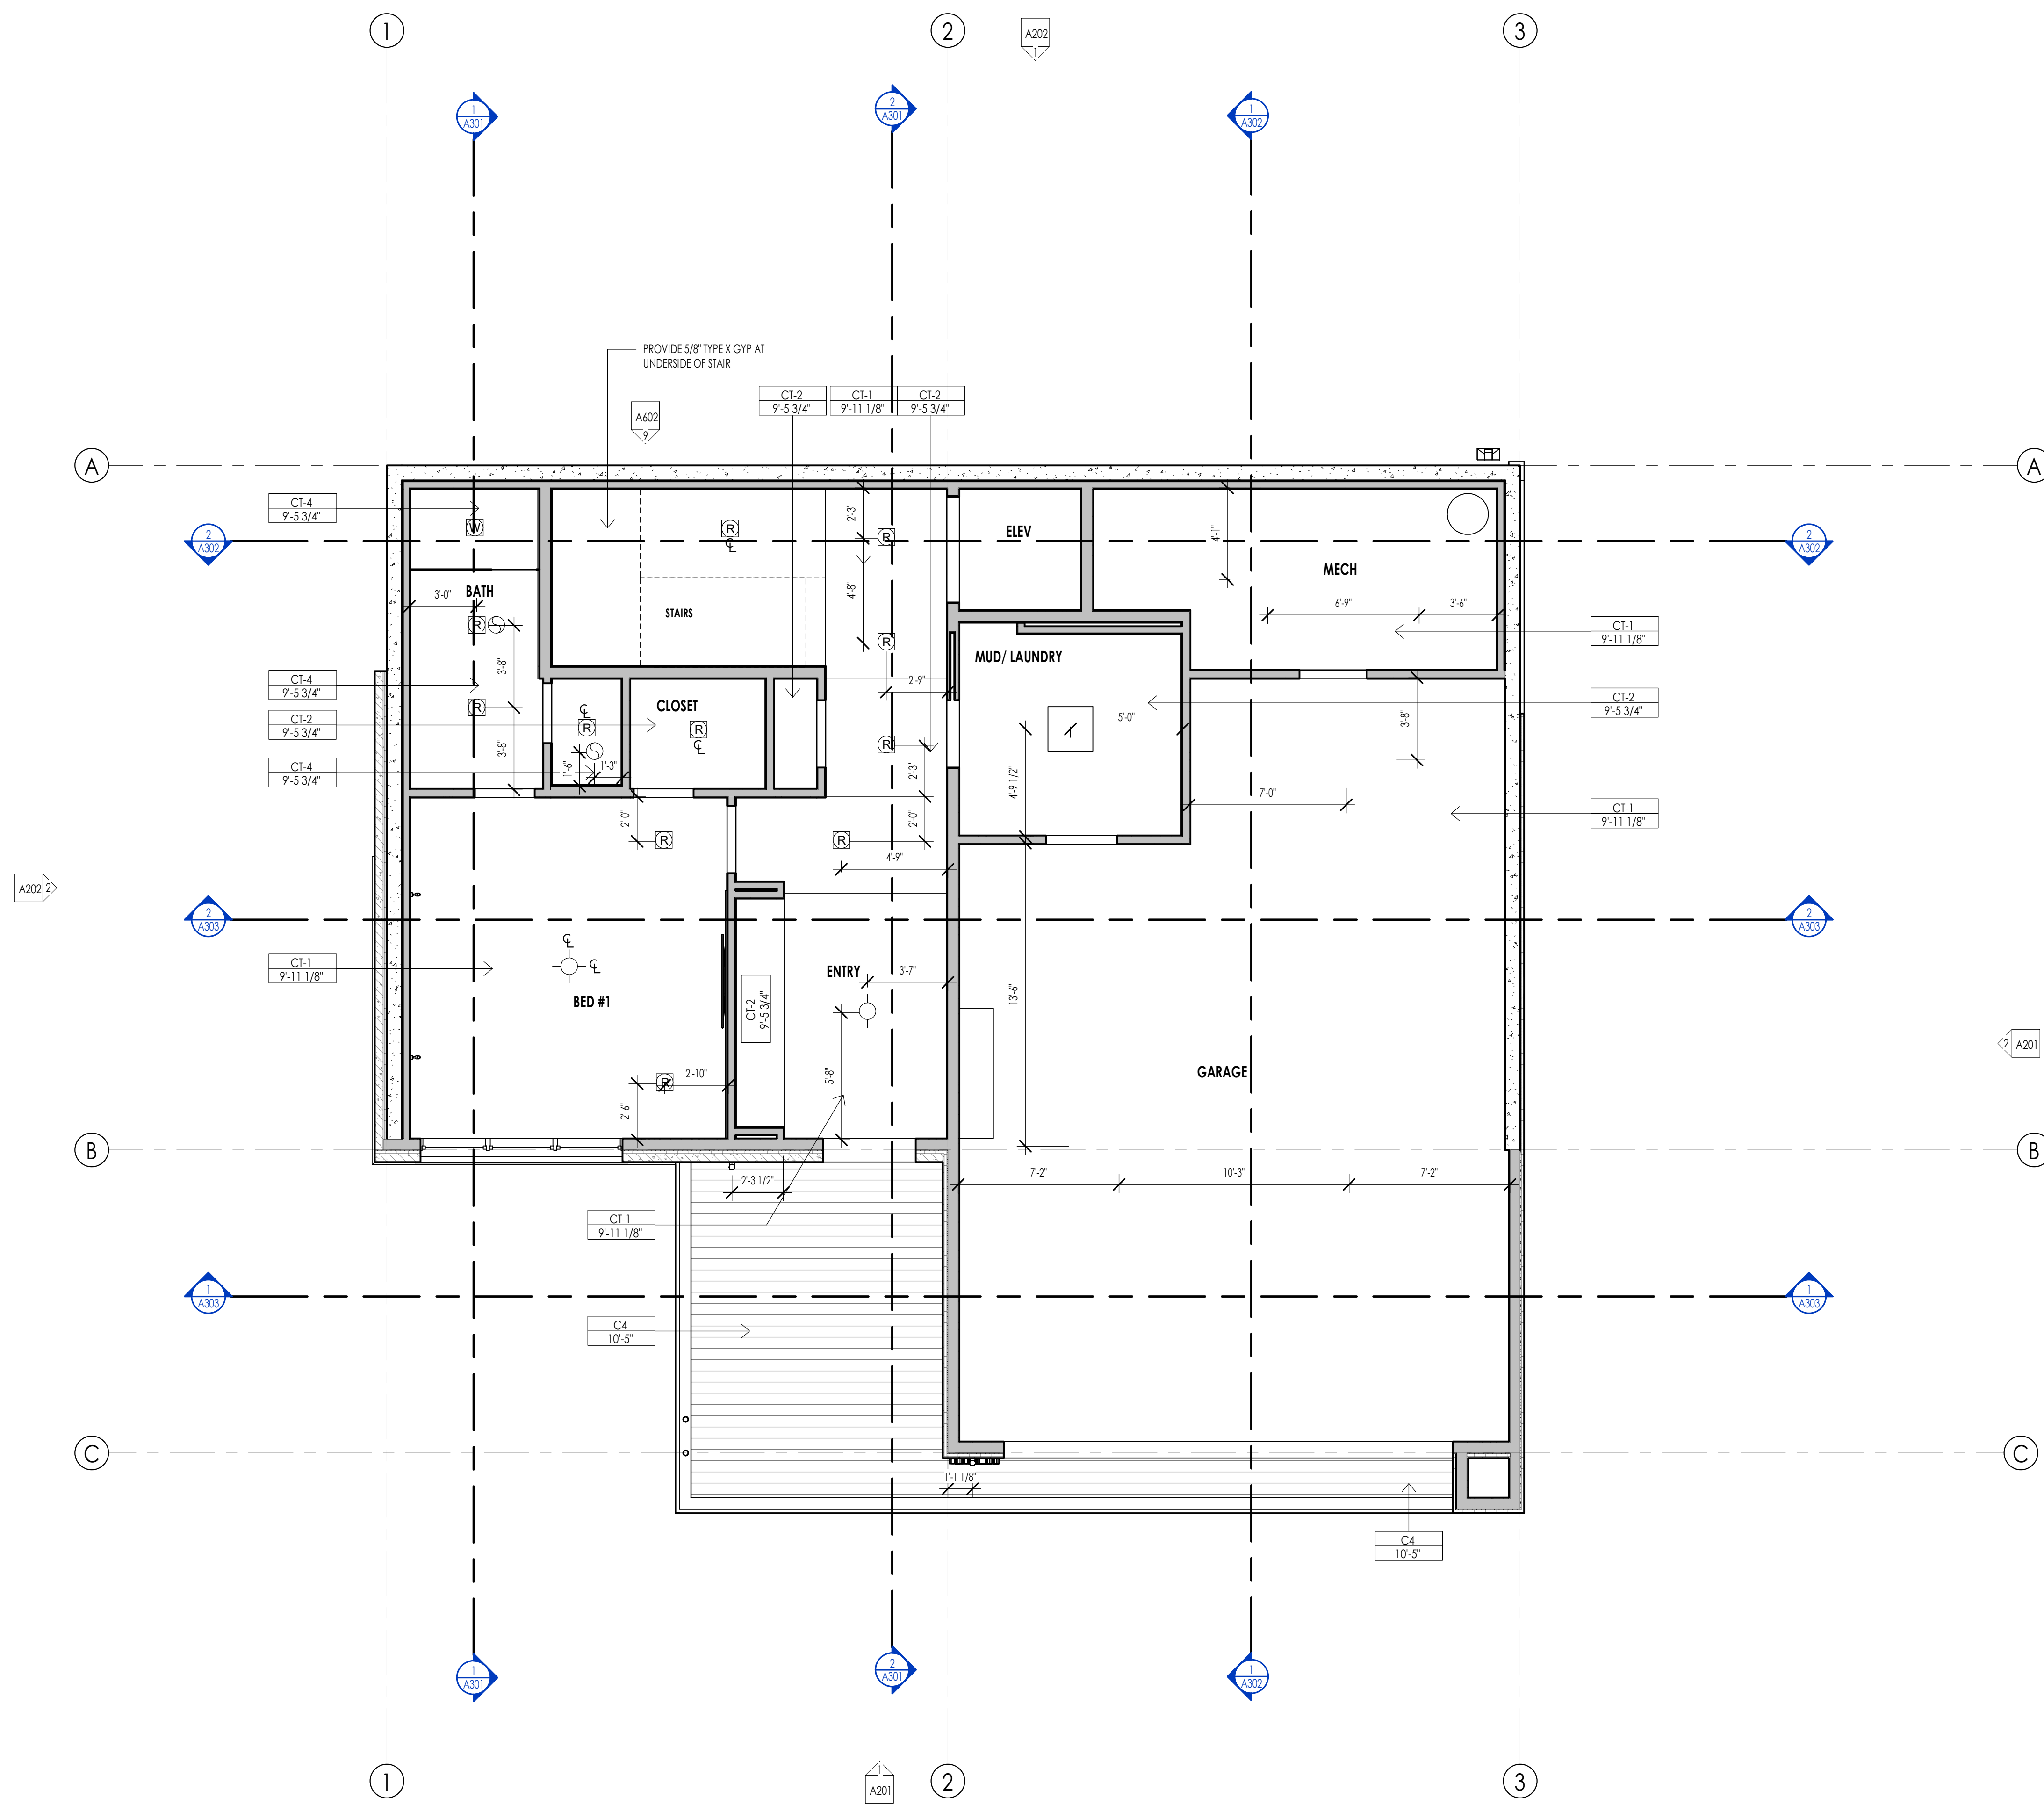 1
2
3
A202
1
1
A301
2
A301
1
A302
PROVIDE 5/8" TYPE X GYP AT
UNDERSIDE OF STAIR
A602
9
CT-2
9'-5 3/4"
CT-1
9'-11 1/8"
CT-2
9'-5 3/4"
A
A
CT-4
9'-5 3/4"
W
R
2'-3"
R
ELEV
4'-1"
2
A302
2
A302
MECH
BATH
3'-0"
STAIRS
4'-8"
6'-9"
3'-6"
R
R
CT-1
9'-11 1/8"
MUD/ LAUNDRY
3'-8"
CT-4
9'-5 3/4"
2'-9"
CT-2
9'-5 3/4"
R
CLOSET
CT-2
9'-5 3/4"
R
R
5'-0"
3'-8"
3'-8"
R
CT-4
9'-5 3/4"
1'-6"
1'-3"
2'-3"
4'-9 1/2"
7'-0"
CT-1
9'-11 1/8"
2'-0"
2'-0"
R
R
4'-9"
A202
2
2
A303
2
A303
CT-1
9'-11 1/8"
ENTRY
3'-7"
BED #1
CT-2
9'-5 3/4"
13'-6"
2
A201
GARAGE
R
2'-10"
5'-8"
2'-6"
B
B
2'-3 1/2"
7'-2"
10'-3"
7'-2"
CT-1
9'-11 1/8"
1
A303
1
A303
C4
10'-5"
C
C
1'-1 1/8"
C4
10'-5"
1
A301
2
A301
1
A302
1
2
3
1
A201